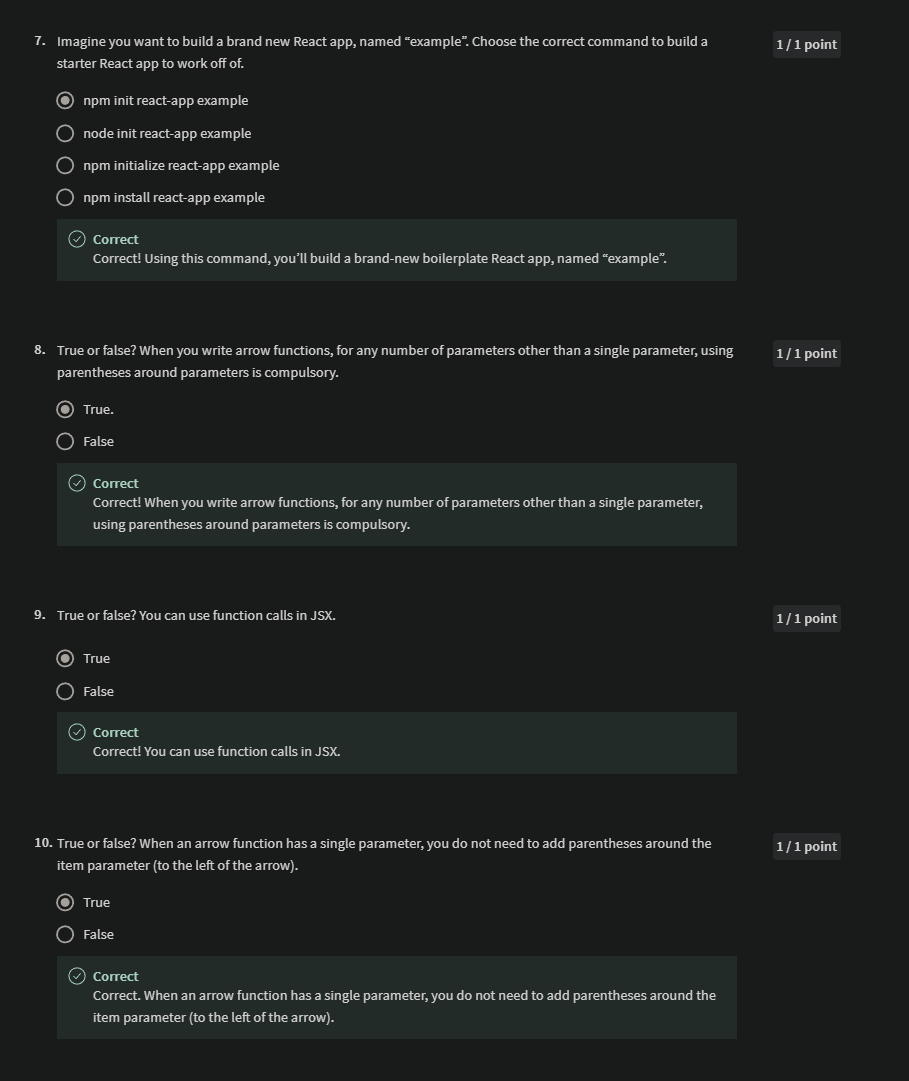 7. Imagine you want to build a brand new React app, named “example”. Choose the correct command to build a
starter React app to work off of.
1 / 1 point
npm init react-app example
node init react-app example
npm initialize react-app example
npm install react-app example
Correct
Correct! Using this command, you’ll build a brand-new boilerplate React app, named “example”.
8. True or false? When you write arrow functions, for any number of parameters other than a single parameter, using
parentheses around parameters is compulsory.
1 / 1 point
True.
False
Correct
Correct! When you write arrow functions, for any number of parameters other than a single parameter,
using parentheses around parameters is compulsory.
9. True or false? You can use function calls in JSX.
1 / 1 point
True
False
Correct
Correct! You can use function calls in JSX.
10. True or false? When an arrow function has a single parameter, you do not need to add parentheses around the
item parameter (to the left of the arrow).
1 / 1 point
True
False
Correct
Correct. When an arrow function has a single parameter, you do not need to add parentheses around the
item parameter (to the left of the arrow).